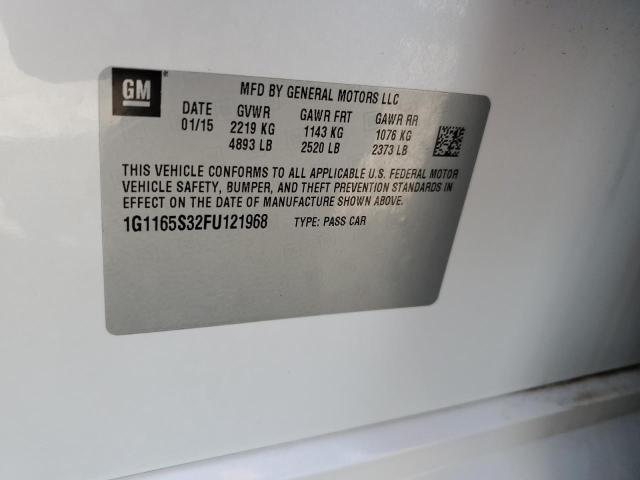 GM
MFD BY GENERAL MOTORS LLC
DATE GVWR GAWR FRT GAWR RR
01/15 2219 KG 1143 KG 1076 KG
4893 LB 2520 LB 2373 LB
THIS VEHICLE CONFORMS TO ALL APPLICABLE U.S. FEDERAL MOTOR
VEHICLE SAFETY, BUMPER, AND THEFT PREVENTION STANDARDS IN
EFFECT ON THE DATE OF MANUFACTURE SHOWN ABOVE.
1G1165S32FU121968 TYPE: PASS CAR